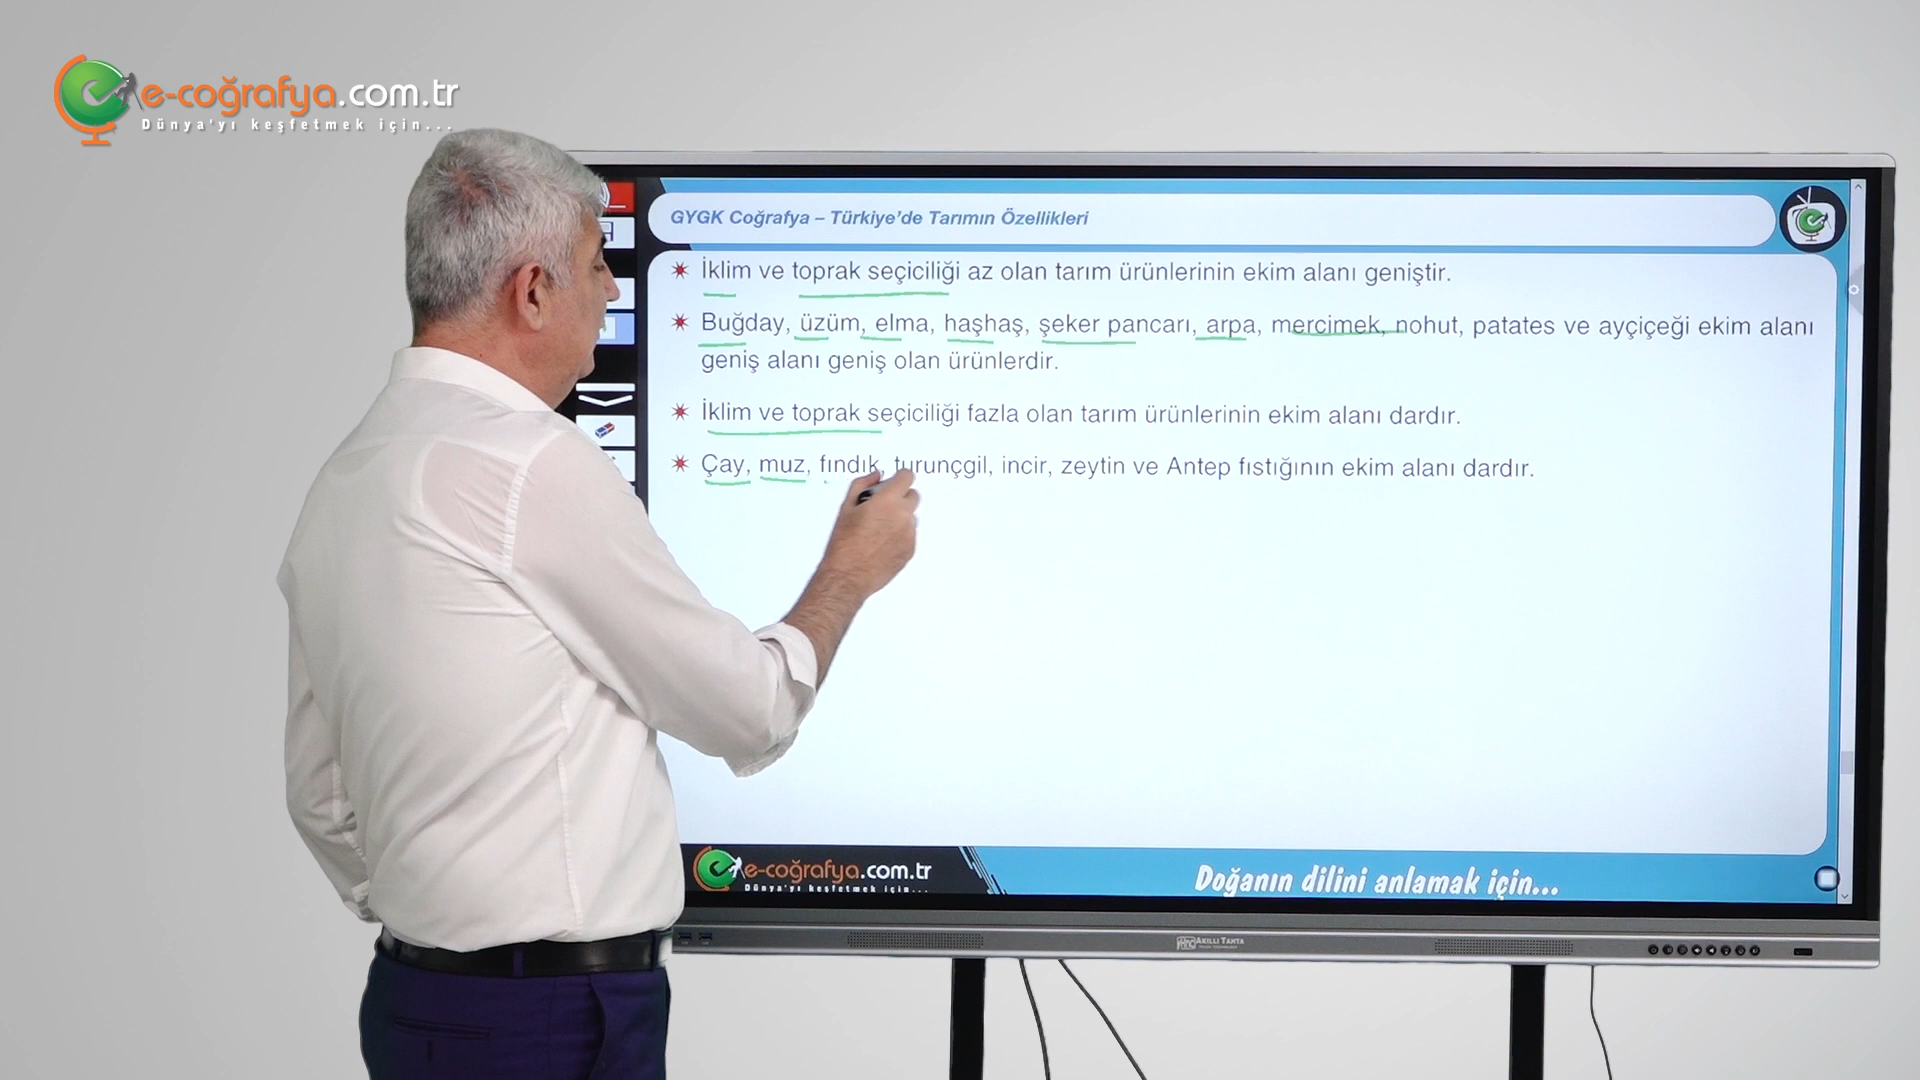 e-coğrafya.com.tr
Dünya'yı keşfetmek için...
GYGK Coğrafya – Türkiye'de Tarımın Özellikleri
İklim ve toprak seçiciliği az olan tarım ürünlerinin ekim alanı geniştir.
Buğday, üzüm, elma, haşhaş, şeker pancarı, arpa, mercimek, nohut, patates ve ayçiçeği ekim alanı
geniş alanı geniş olan ürünlerdir.
İklim ve toprak seçiciliği fazla olan tarım ürünlerinin ekim alanı dardır.
Çay, muz, fındık, turunçgil, incir, zeytin ve Antep fıstığının ekim alanı dardır.
e-coğrafya.com.tr
Dünya'yı keşfetmek için...
Doğanın dilini anlamak için...
AKILLI TAHTA